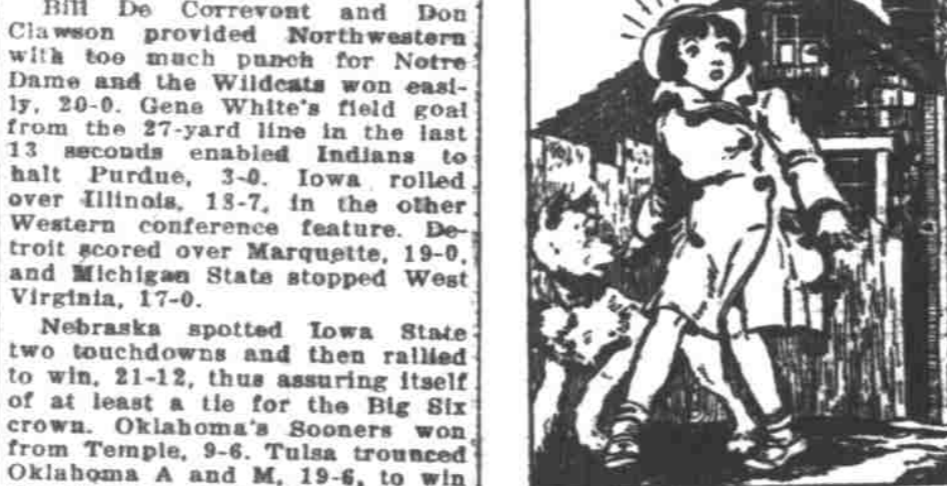 Bill De Correvont and Don
Clawson provided Northwestern
with too much punch for Notre
Dame and the Wildcats won easi-
ly, 20-0. Gene White's field goal
from the 27-yard line in the last
13 seconds enabled Indians to
halt Purdue, 3-0. Iowa rolled
over Illinois, 13-7, in the other
Western conference feature. De-
troit scored over Marquette, 19-0,
and Michigan State stopped West
Virginia, 17-0.
Nebraska spotted Iowa State
two touchdowns and then rallied
to win, 21-12, thus assuring itself
of at least a tie for the Big Six
crown. Oklahoma's Sooners won
from Temple, 9-6. Tulsa trounced
Oklahoma A and M, 19-6, to win